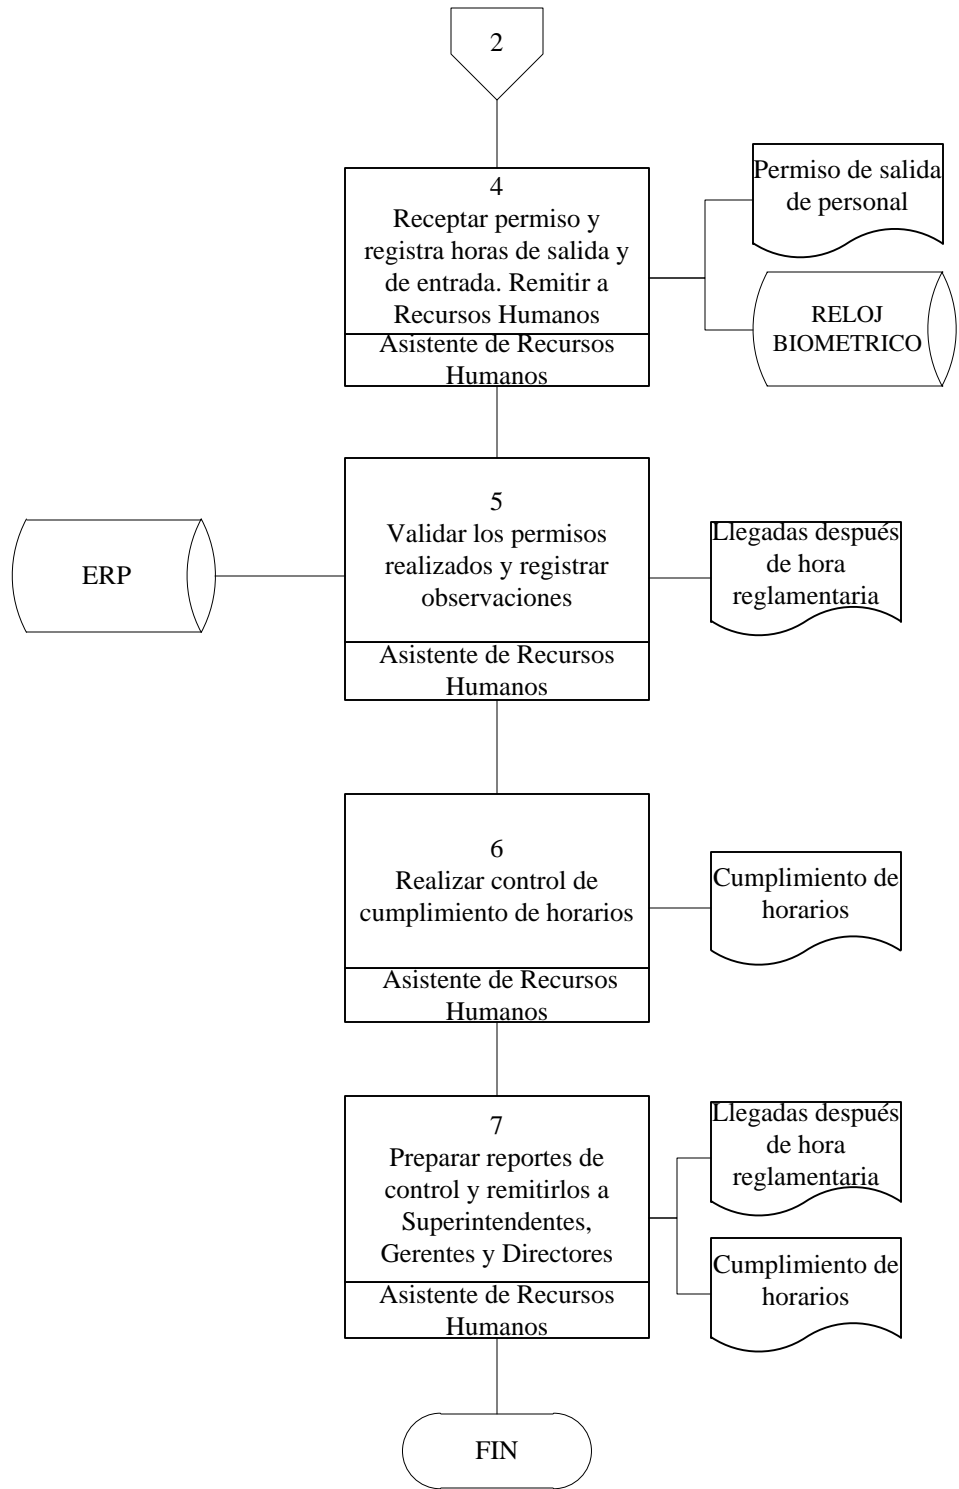 2
4
Receptar permiso y
registra horas de salida y
de entrada. Remitir a
Recursos Humanos
Asistente de Recursos
Humanos
Permiso de salida
de personal
RELOJ
BIOMETRICO
ERP
5
Validar los permisos
realizados y registrar
observaciones
Asistente de Recursos
Humanos
Llegadas después
de hora
reglamentaria
6
Realizar control de
cumplimiento de horarios
Asistente de Recursos
Humanos
Cumplimiento de
horarios
7
Preparar reportes de
control y remitirlos a
Superintendentes,
Gerentes y Directores
Asistente de Recursos
Humanos
Llegadas después
de hora
reglamentaria
Cumplimiento de
horarios
FIN